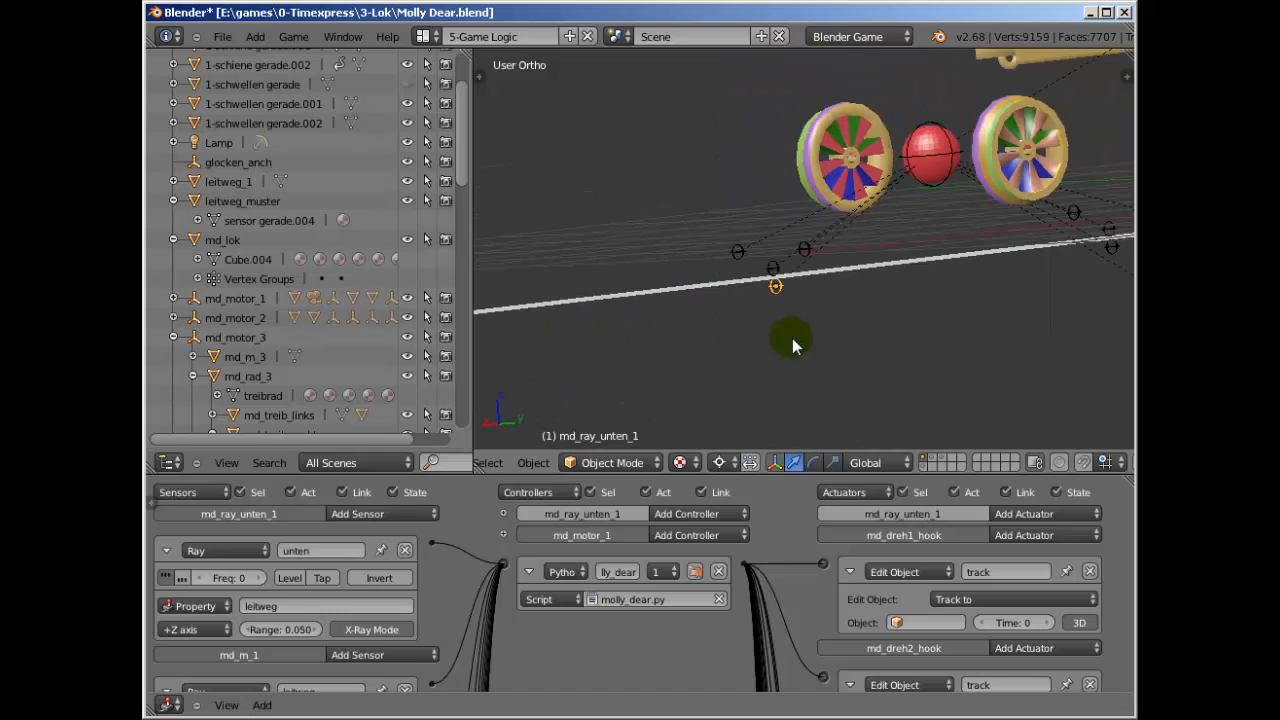 Blender* [E:\games\0-Timexpress\3-Lok\Molly Dear.blend]
File Add Game Window Help 5-Game Logic Scene Blender Game v2.68 | Verts:9159 | Faces:7707 | Tr
1-schiene gerade.002
1-schwellen gerade
1-schwellen gerade.001
1-schwellen gerade.002
Lamp
glocken_anch
leitweg_1
leitweg_muster
sensor gerade.004
md_lok
Cube.004
Vertex Groups
md_motor_1
md_motor_2
md_motor_3
md_m_3
md_rad_3
treibrad
md_treib_links
View Search All Scenes
User Ortho
z
x y
(1) md_ray_unten_1
Select Object Object Mode Global
Sensors Sel Act Link State
md_ray_unten_1 Add Sensor
Ray unten
Freq: 0 Level Tap Invert
Property leitweg
+Z axis Range: 0.050 X-Ray Mode
md_m_1 Add Sensor
Ray leitweg
Controllers Sel Act Link
md_ray_unten_1 Add Controller
md_motor_1 Add Controller
Pytho lly_dear 1
Script molly_dear.py
Actuators Sel Act Link State
md_ray_unten_1 Add Actuator
md_dreh1_hook Add Actuator
Edit Object track
Edit Object: Track to
Object: Time: 0 3D
md_dreh2_hook Add Actuator
Edit Object track
View Add